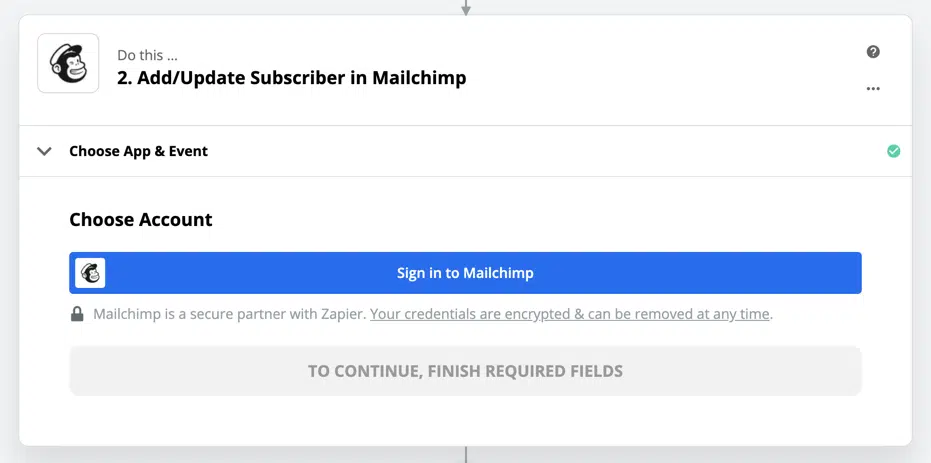 Do this ...
2. Add/Update Subscriber in Mailchimp
Choose App & Event
Choose Account
Sign in to Mailchimp
Mailchimp is a secure partner with Zapier. Your credentials are encrypted & can be removed at any time.
TO CONTINUE, FINISH REQUIRED FIELDS